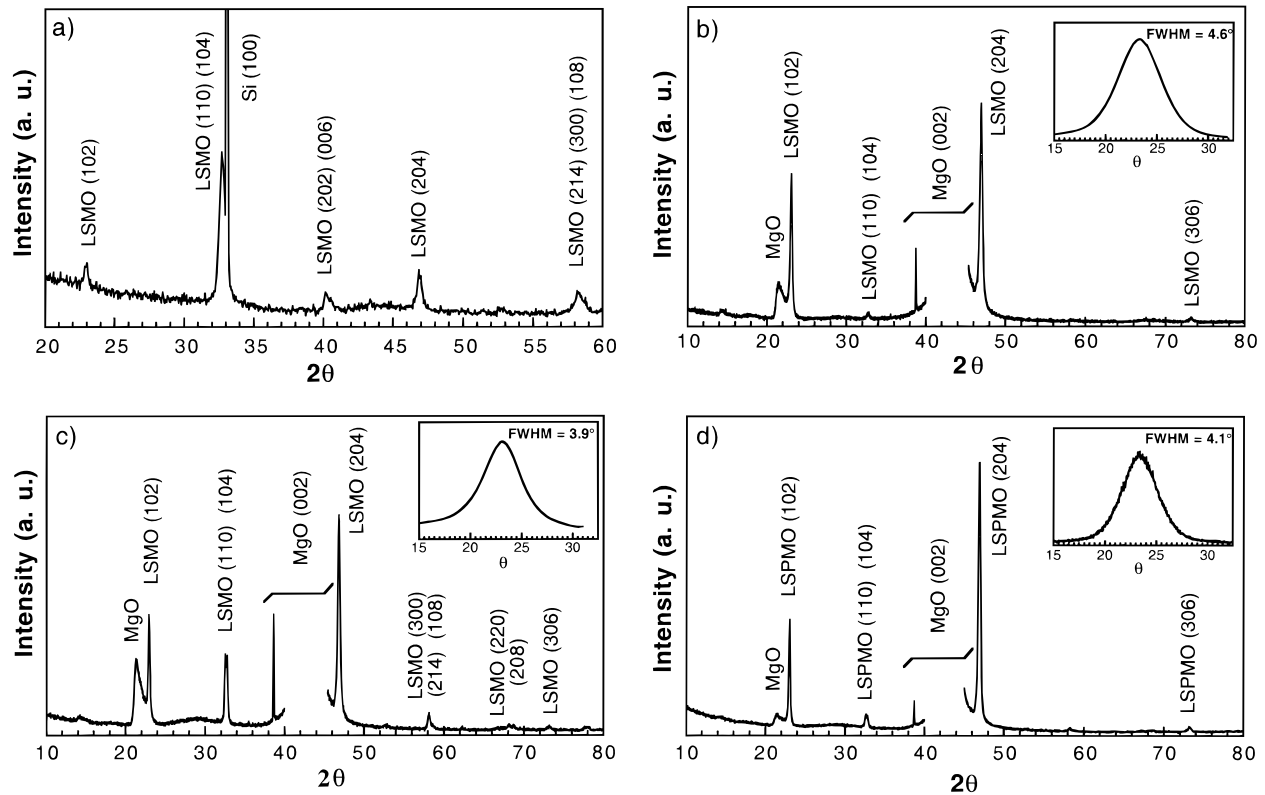 a)
Intensity (a. u.)
LSMO (102)
LSMO (110) (104)
Si (100)
LSMO (202) (006)
LSMO (204)
LSMO (214) (300) (108)
20 25 30 35 40 45 50 55 60
2θ
b)
Intensity (a. u.)
MgO
LSMO (102)
LSMO (110) (104)
MgO (002)
LSMO (204)
LSMO (306)
FWHM = 4.6°
15 20 25 30
θ
10 20 30 40 50 60 70 80
2θ
c)
Intensity (a. u.)
MgO
LSMO (102)
LSMO (110) (104)
MgO (002)
LSMO (204)
LSMO (300)
(214) (108)
LSMO (220)
(208)
LSMO (306)
FWHM = 3.9°
15 20 25 30
θ
10 20 30 40 50 60 70 80
2θ
d)
Intensity (a. u.)
MgO
LSPMO (102)
LSPMO (110) (104)
MgO (002)
LSPMO (204)
LSPMO (306)
FWHM = 4.1°
15 20 25 30
θ
10 20 30 40 50 60 70 80
2θ